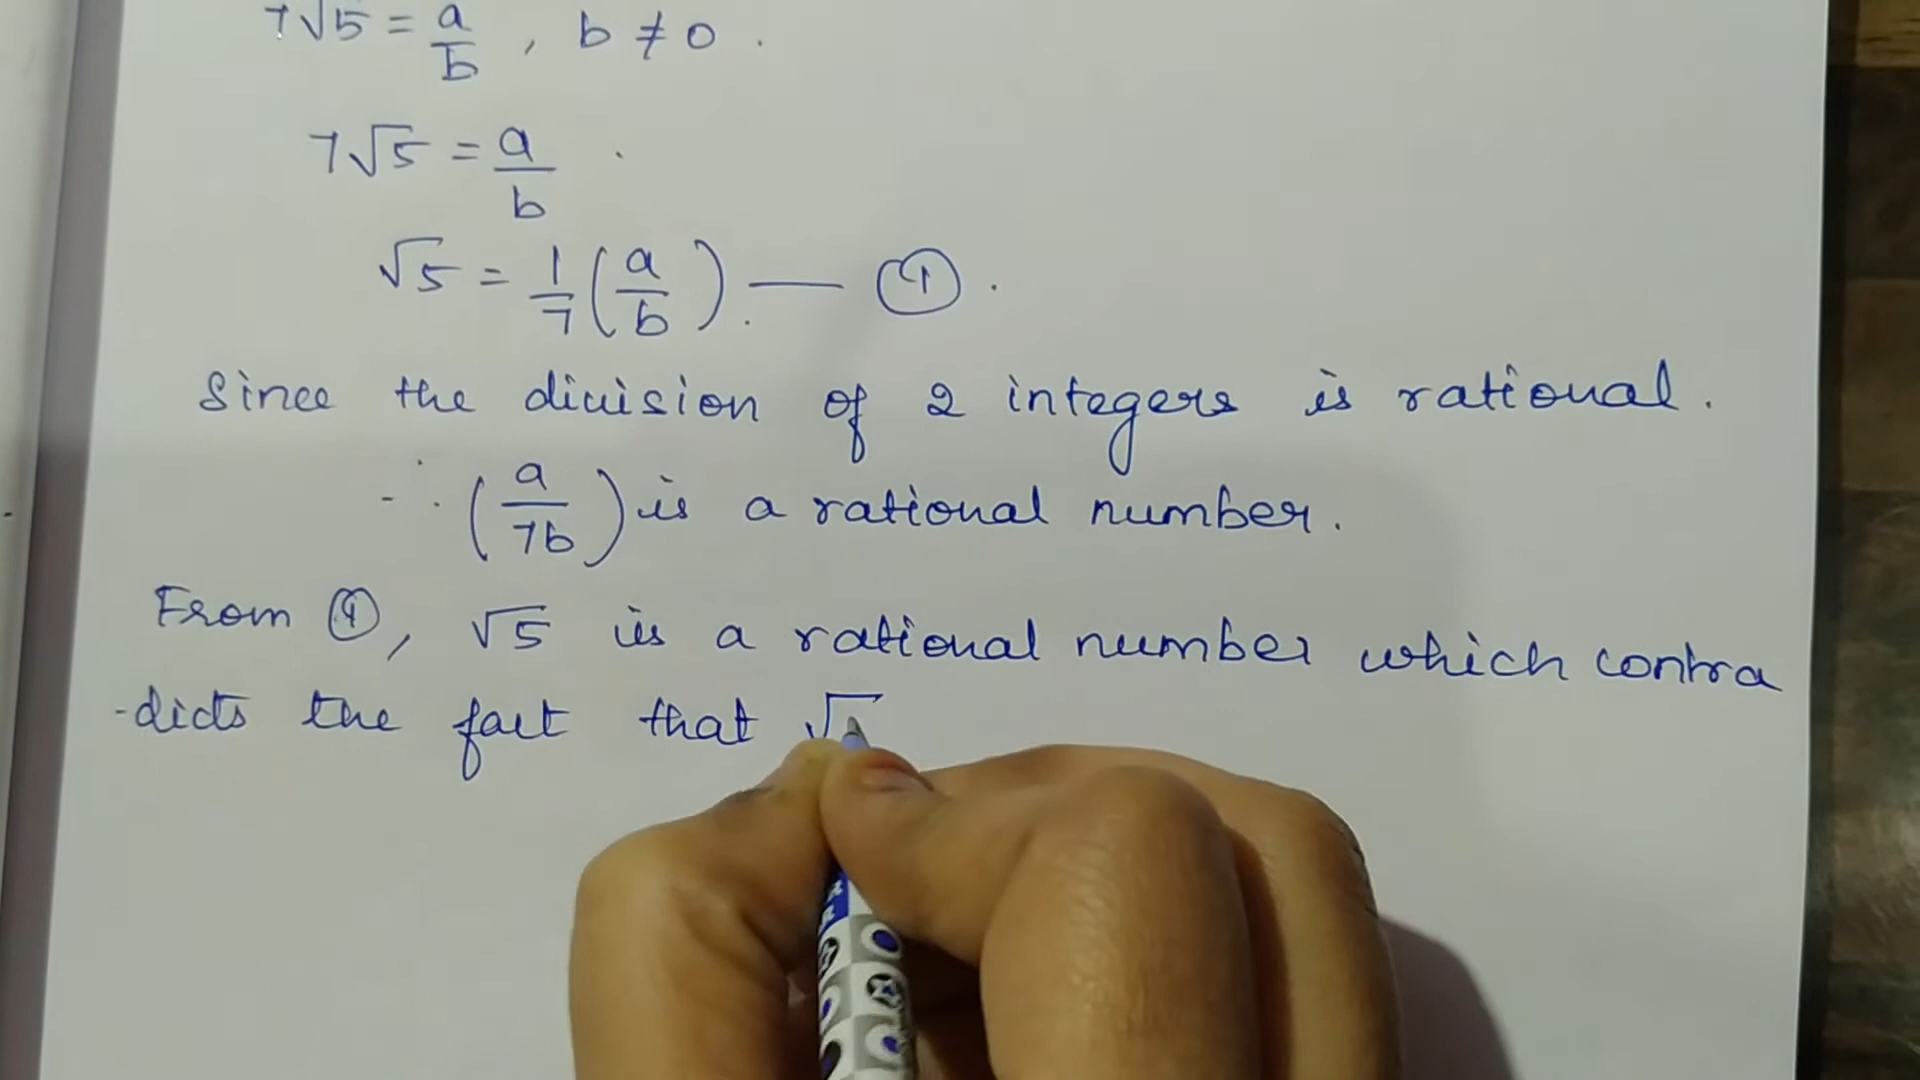 7√5 = a/b , b ≠ 0 .
7√5 = a/b .
√5 = 1/7 (a/b) — ① .
Since the division of 2 integers is rational .
∴ (a/7b) is a rational number .
From ①, √5 is a rational number which contra
-dicts the fact that √